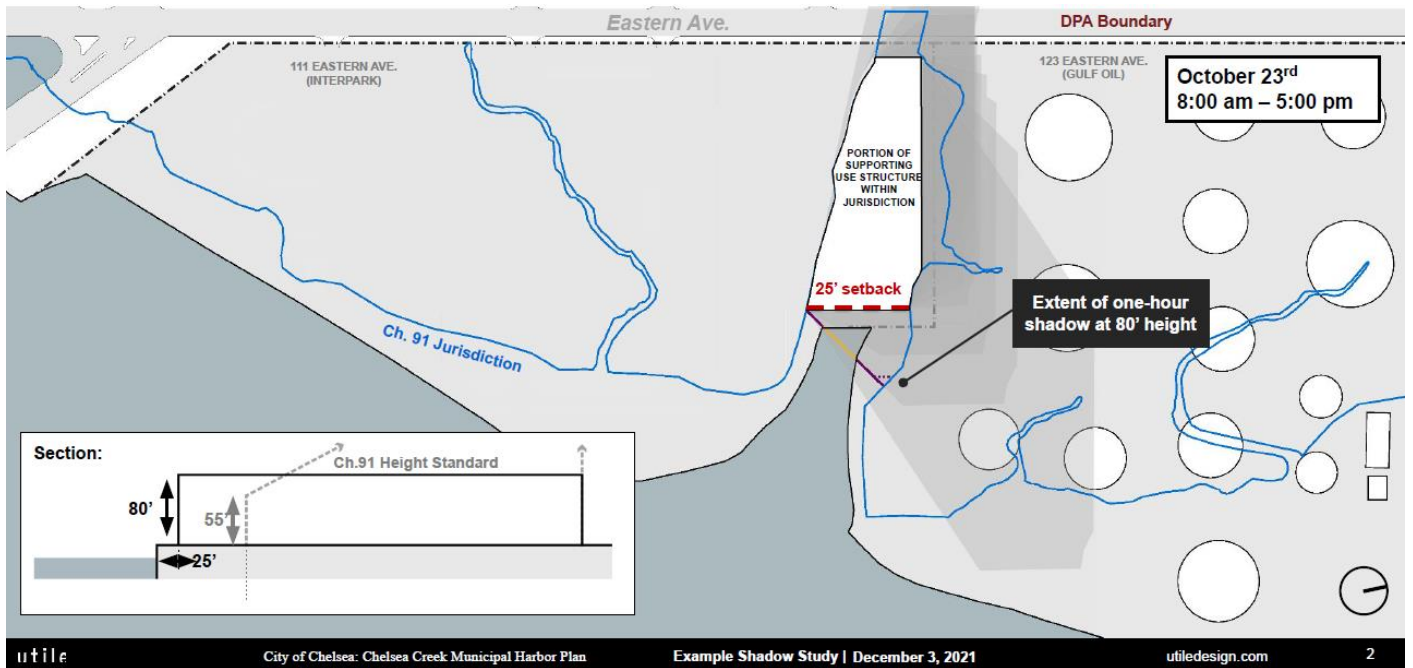 Eastern Ave.
DPA Boundary
111 EASTERN AVE.
(INTERPARK)
123 EASTERN AVE.
(GULF OIL)
October 23rd
8:00 am – 5:00 pm
PORTION OF
SUPPORTING
USE STRUCTURE
WITHIN
JURISDICTION
25' setback
Extent of one-hour
shadow at 80' height
Ch. 91 Jurisdiction
Section:
Ch.91 Height Standard
80'
55'
25'
utile
City of Chelsea: Chelsea Creek Municipal Harbor Plan
Example Shadow Study | December 3, 2021
utiledesign.com
2